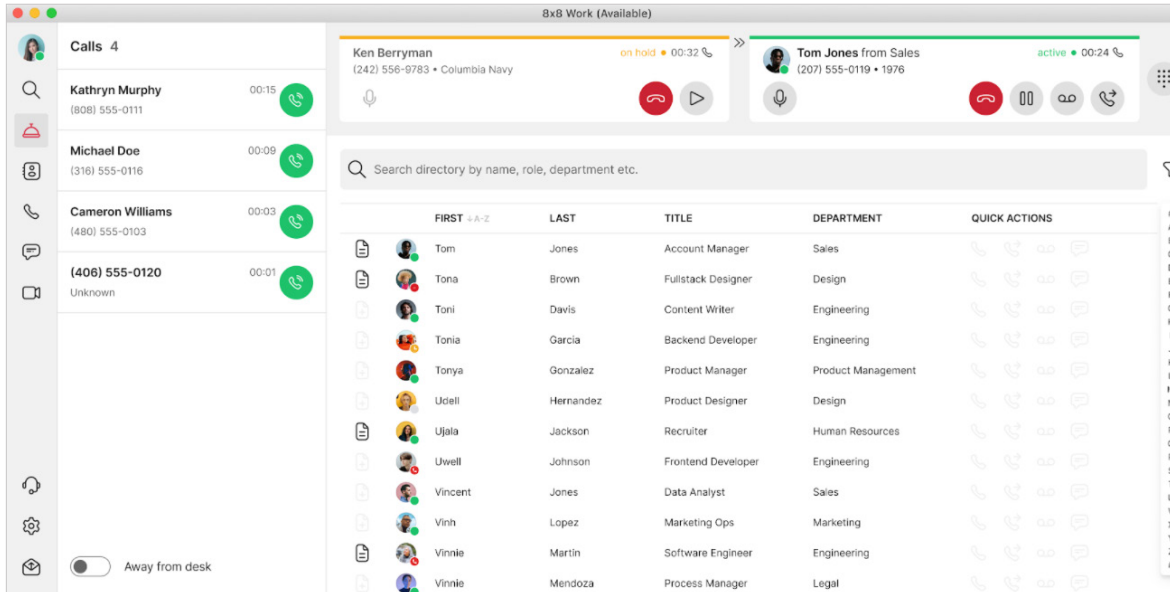 8x8 Work (Available)
Calls 4
Kathryn Murphy 00:15
(808) 555-0111
Michael Doe 00:09
(316) 555-0116
Cameron Williams 00:03
(480) 555-0103
(406) 555-0120 00:01
Unknown
Away from desk
Ken Berryman on hold • 00:32
(242) 556-9783 • Columbia Navy
Tom Jones from Sales active • 00:24
(207) 555-0119 • 1976
Search directory by name, role, department etc.
FIRST ↓A-Z LAST TITLE DEPARTMENT QUICK ACTIONS
Tom Jones Account Manager Sales
Tona Brown Fullstack Designer Design
Toni Davis Content Writer Engineering
Tonia Garcia Backend Developer Engineering
Tonya Gonzalez Product Manager Product Management
Udell Hernandez Product Designer Design
Ujala Jackson Recruiter Human Resources
Uwell Johnson Frontend Developer Engineering
Vincent Jones Data Analyst Sales
Vinh Lopez Marketing Ops Marketing
Vinnie Martin Software Engineer Engineering
Vinnie Mendoza Process Manager Legal